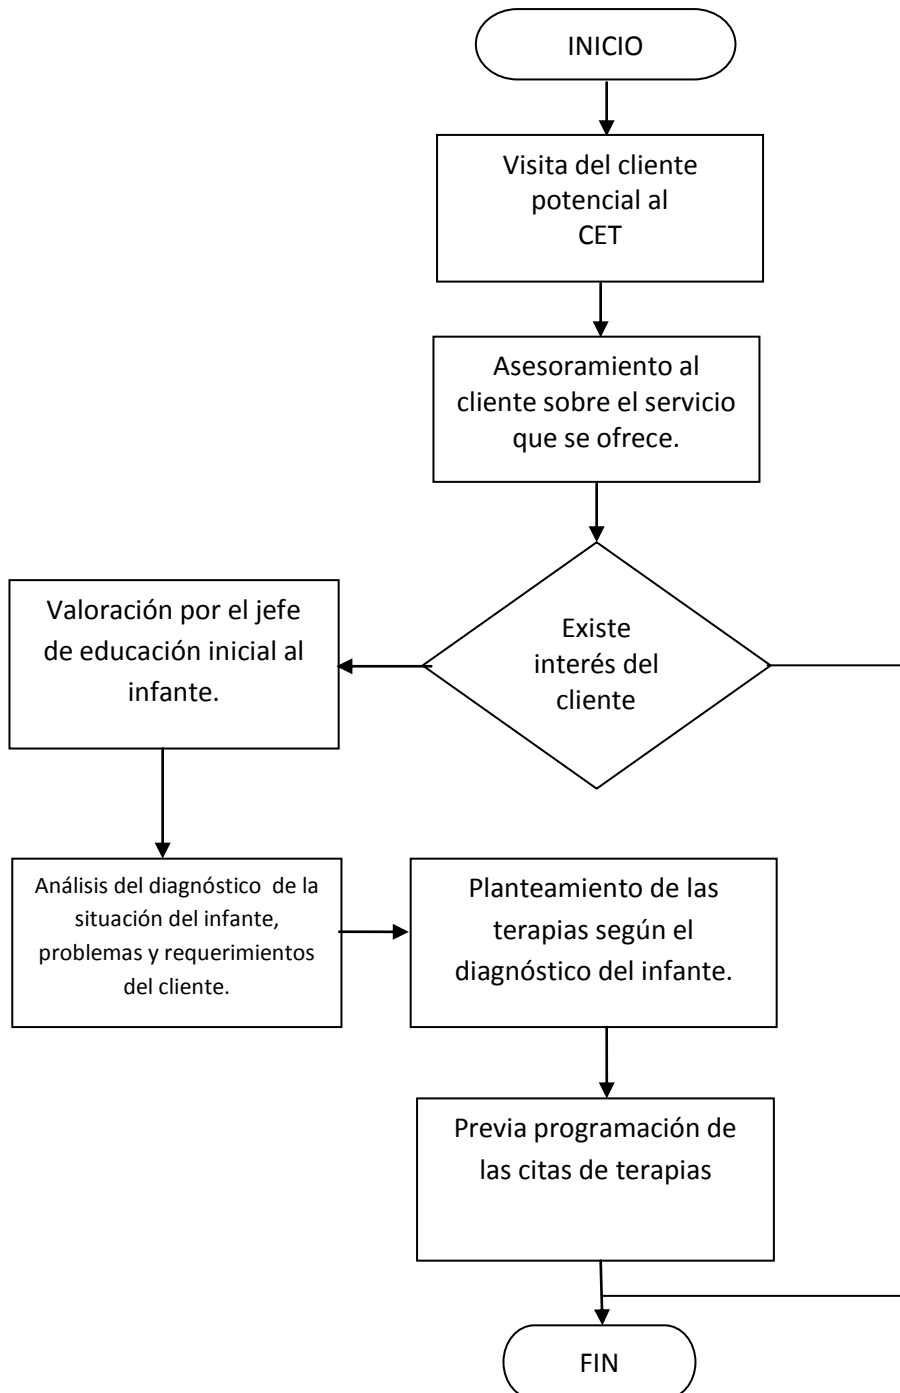 INICIO
Visita del cliente
potencial al
CET
Asesoramiento al
cliente sobre el servicio
que se ofrece.
Existe
interés del
cliente
Valoración por el jefe
de educación inicial al
infante.
Análisis del diagnóstico  de la
situación del infante,
problemas y requerimientos
del cliente.
Planteamiento de las
terapias según el
diagnóstico del infante.
Previa programación de
las citas de terapias
FIN